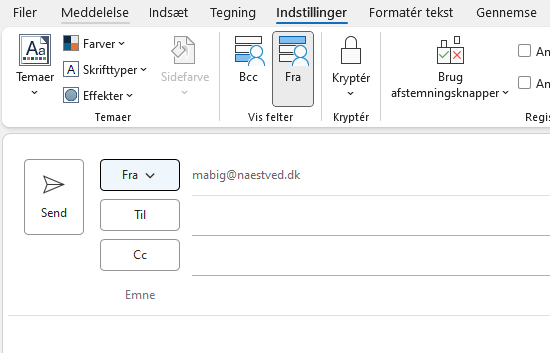 Filer Meddelelse Indsæt Tegning Indstillinger Formatér tekst Gennemse
Aa
Temaer
Farver
A Skrifttyper
Effekter
Sidefarve
Bcc
Fra
Kryptér
Brug
afstemningsknapper
An
An
Temaer Vis felter Kryptér Regis
Send
Fra mabig@naestved.dk
Til
Cc
Emne